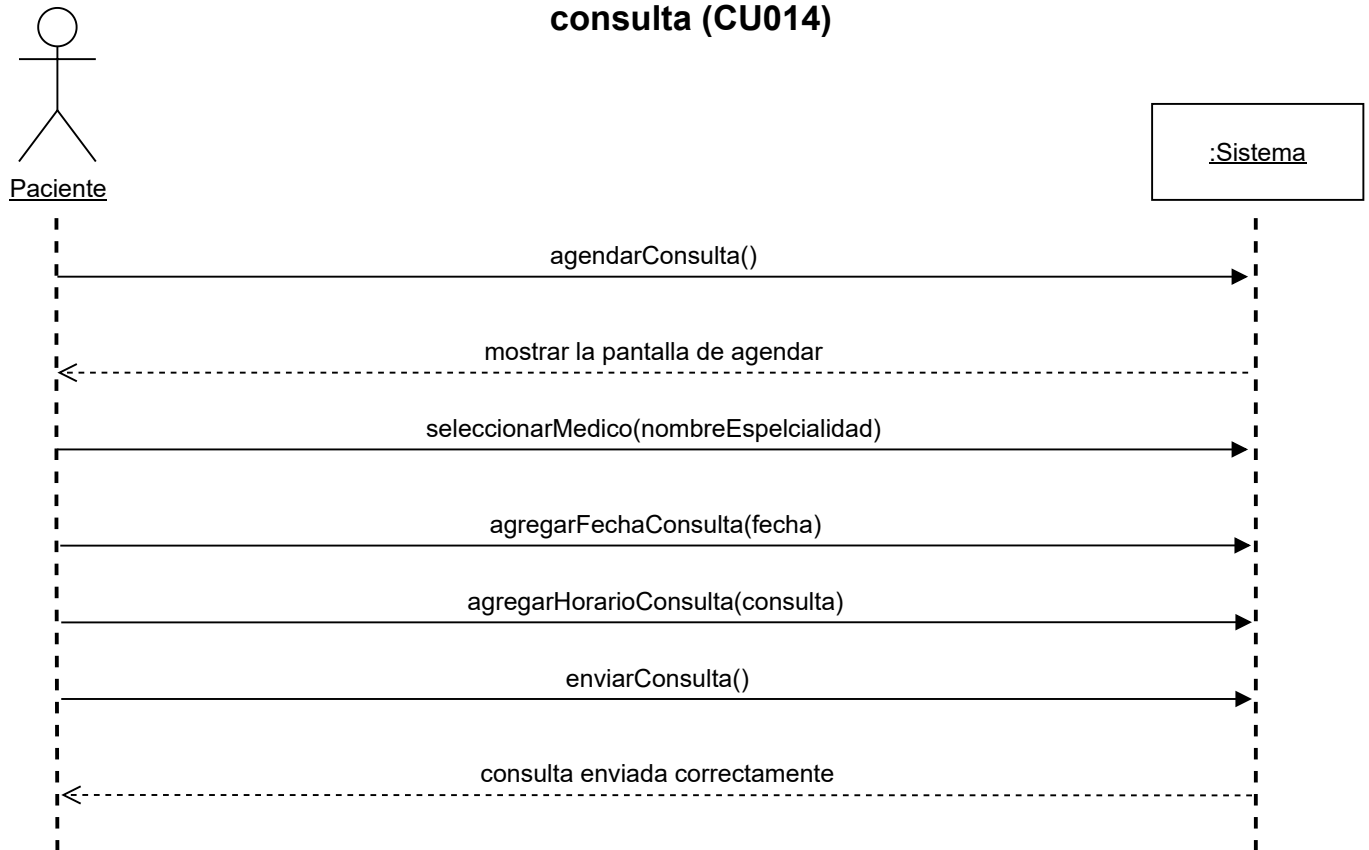 consulta (CU014)
:Sistema
Paciente
agendarConsulta()
mostrar la pantalla de agendar
seleccionarMedico(nombreEspelcialidad)
agregarFechaConsulta(fecha)
agregarHorarioConsulta(consulta)
enviarConsulta()
consulta enviada correctamente